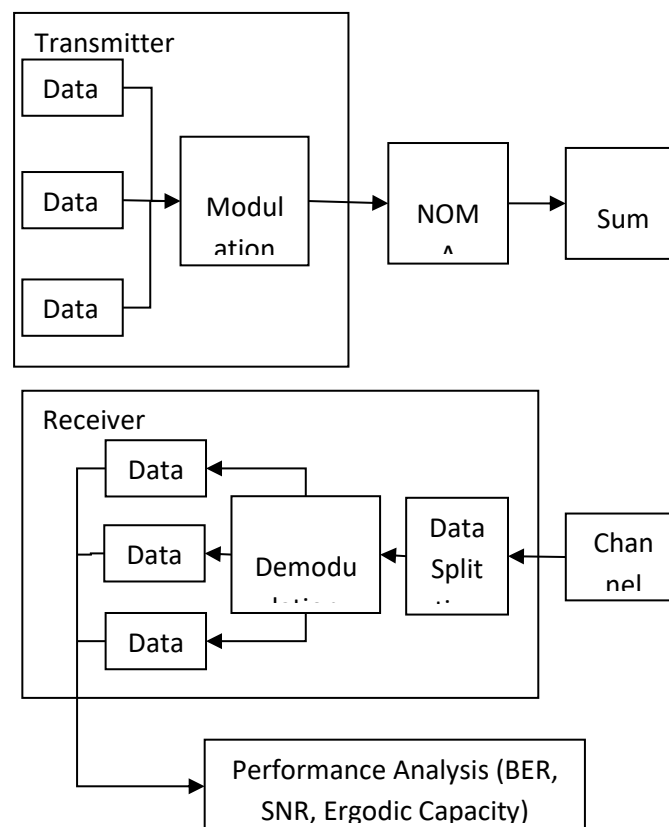 Transmitter
Data
Data
Data
Modul
ation
NOM
A
Sum
Receiver
Data
Data
Data
Demodu
lation
Data
Split
Chan
nel
Performance Analysis (BER,
SNR, Ergodic Capacity)